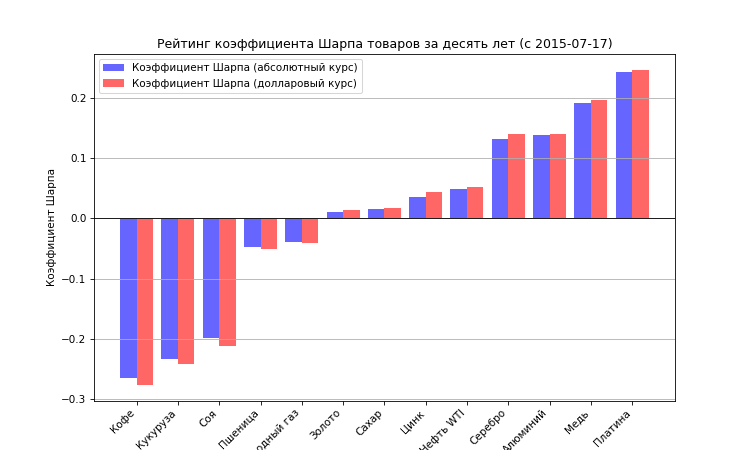 Рейтинг коэффициента Шарпа товаров за десять лет (с 2015-07-17)
Коэффициент Шарпа (абсолютный курс)
Коэффициент Шарпа (долларовый курс)
Коэффициент Шарпа
0.2
0.1
0.0
−0.1
−0.2
−0.3
Кофе
Кукуруза
Соя
Пшеница
одный газ
Золото
Сахар
Цинк
Нефть WTI
Серебро
Алюминий
Медь
Платина